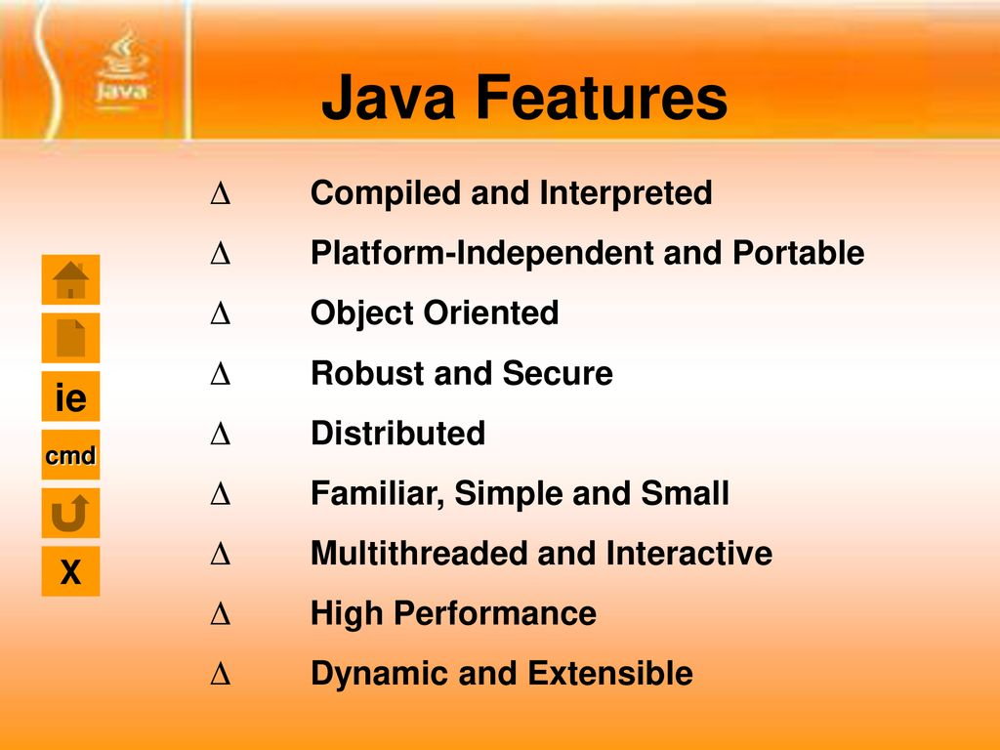 Java
Java Features
∆ Compiled and Interpreted
∆ Platform-Independent and Portable
∆ Object Oriented
∆ Robust and Secure
∆ Distributed
∆ Familiar, Simple and Small
∆ Multithreaded and Interactive
∆ High Performance
∆ Dynamic and Extensible
ie
cmd
X